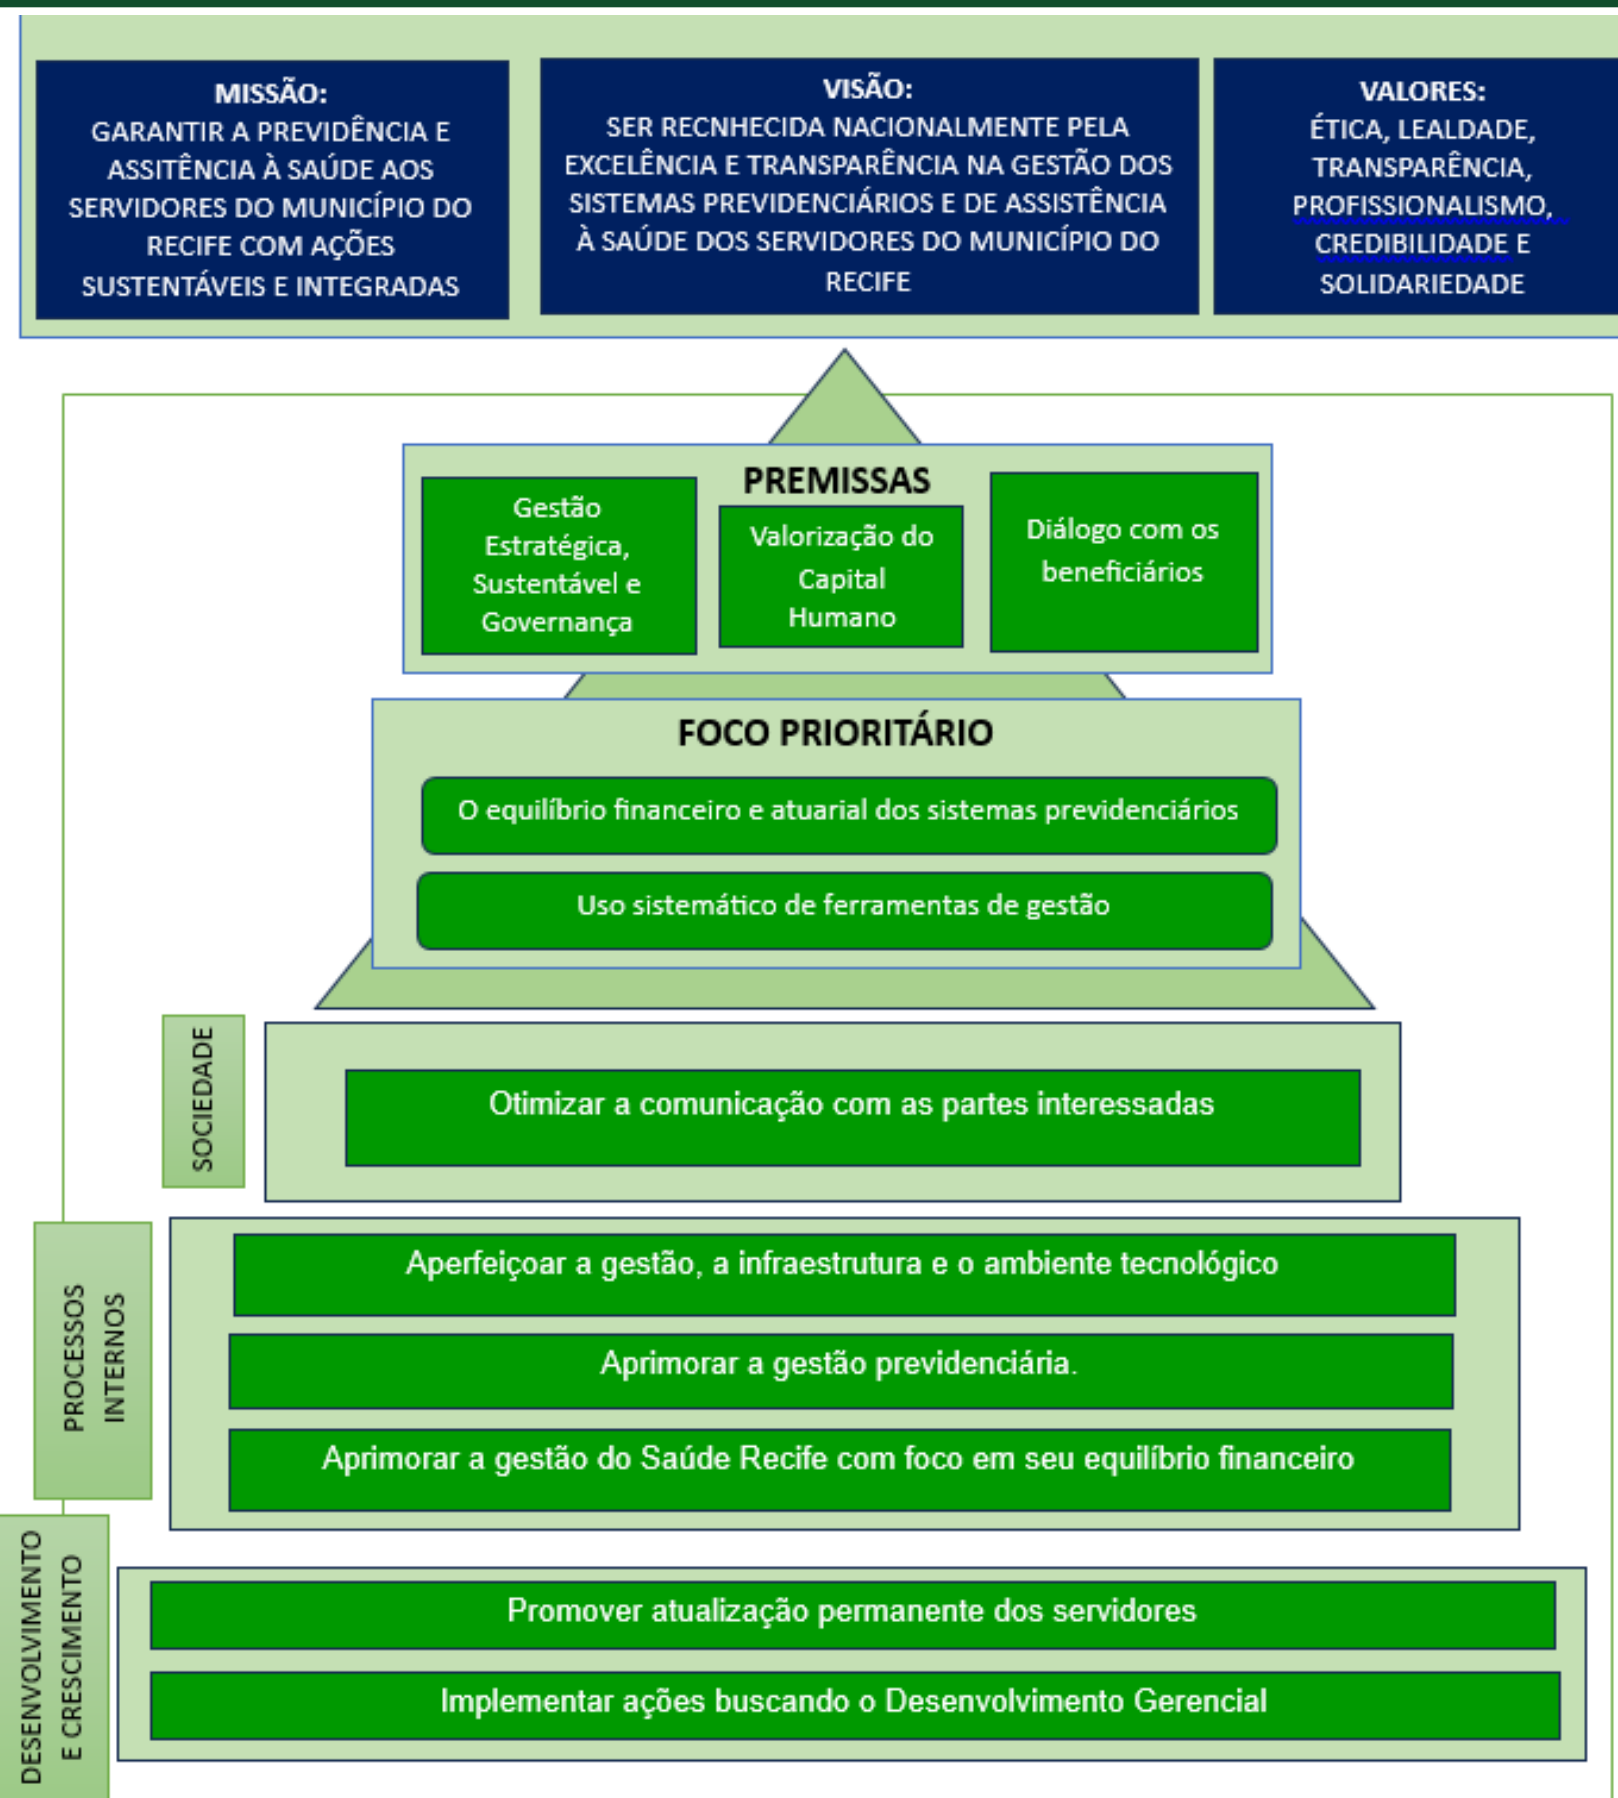 MISSÃO:
GARANTIR A PREVIDÊNCIA E
ASSITÊNCIA À SAÚDE AOS
SERVIDORES DO MUNICÍPIO DO
RECIFE COM AÇÕES
SUSTENTÁVEIS E INTEGRADAS
VISÃO:
SER RECNHECIDA NACIONALMENTE PELA
EXCELÊNCIA E TRANSPARÊNCIA NA GESTÃO DOS
SISTEMAS PREVIDENCIÁRIOS E DE ASSISTÊNCIA
À SAÚDE DOS SERVIDORES DO MUNICÍPIO DO
RECIFE
VALORES:
ÉTICA, LEALDADE,
TRANSPARÊNCIA,
PROFISSIONALISMO,
CREDIBILIDADE E
SOLIDARIEDADE
PREMISSAS
Gestão
Estratégica,
Sustentável e
Governança
Valorização do
Capital
Humano
Diálogo com os
beneficiários
FOCO PRIORITÁRIO
O equilíbrio financeiro e atuarial dos sistemas previdenciários
Uso sistemático de ferramentas de gestão
SOCIEDADE
Otimizar a comunicação com as partes interessadas
PROCESSOS
INTERNOS
Aperfeiçoar a gestão, a infraestrutura e o ambiente tecnológico
Aprimorar a gestão previdenciária.
Aprimorar a gestão do Saúde Recife com foco em seu equilíbrio financeiro
DESENVOLVIMENTO
E CRESCIMENTO
Promover atualização permanente dos servidores
Implementar ações buscando o Desenvolvimento Gerencial